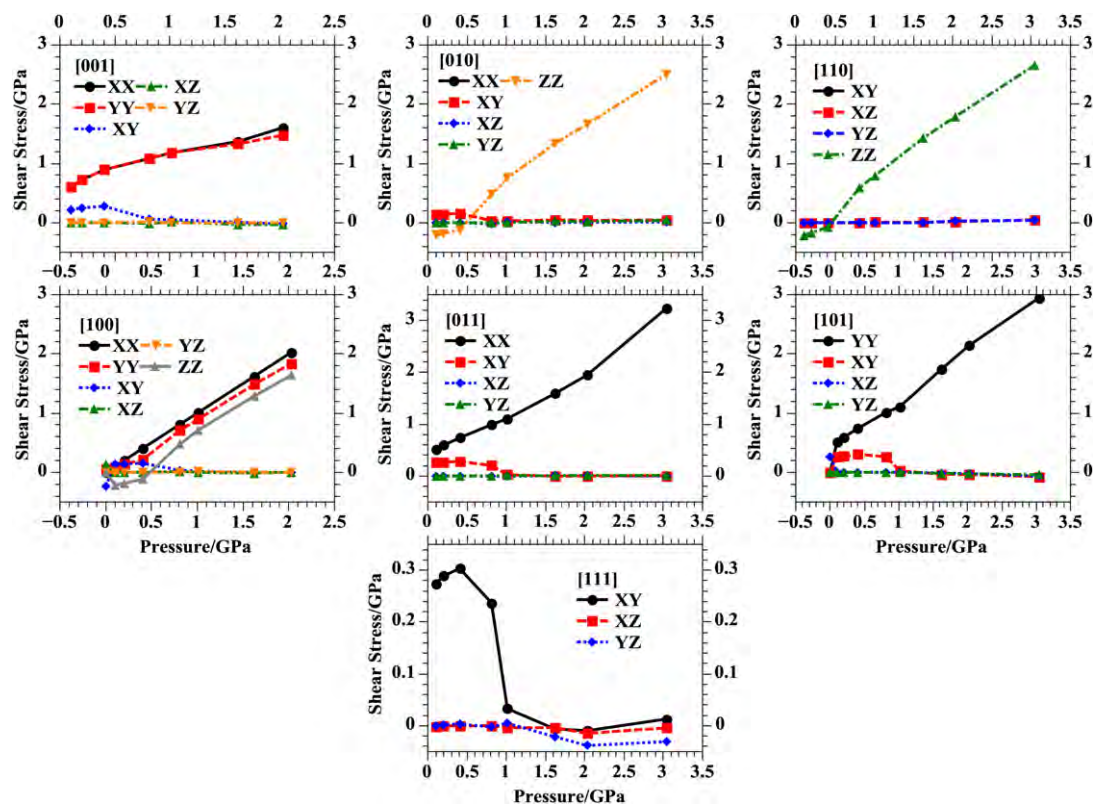 −0.5 0 0.5 1 1.5 2 2.5
Shear Stress/GPa
3 3
2 2
1 1
0 0
[001]
XX XZ
YY YZ
XY
−0.5 0 0.5 1 1.5 2 2.5
0 0.5 1 1.5 2 2.5 3 3.5
Shear Stress/GPa
3 3
2 2
1 1
0 0
[010]
XX ZZ
XY
XZ
YZ
0 0.5 1 1.5 2 2.5 3 3.5
−0.5 0 0.5 1 1.5 2 2.5 3 3.5
Shear Stress/GPa
3 3
2 2
1 1
0 0
[110]
XY
XZ
YZ
ZZ
−0.5 0 0.5 1 1.5 2 2.5 3 3.5
Shear Stress/GPa
3 3
2 2
1 1
0 0
[100]
XX YZ
YY ZZ
XY
XZ
−0.5 0 0.5 1 1.5 2 2.5
Pressure/GPa
Shear Stress/GPa
3 3
2 2
1 1
0 0
[011]
XX
XY
XZ
YZ
0 0.5 1 1.5 2 2.5 3 3.5
Shear Stress/GPa
3 3
2 2
1 1
0 0
[101]
YY
XY
XZ
YZ
−0.5 0 0.5 1 1.5 2 2.5 3 3.5
Pressure/GPa
Shear Stress/GPa
0.3 0.3
0.2 0.2
0.1 0.1
0 0
[111]
XY
XZ
YZ
0 0.5 1 1.5 2 2.5 3 3.5
Pressure/GPa